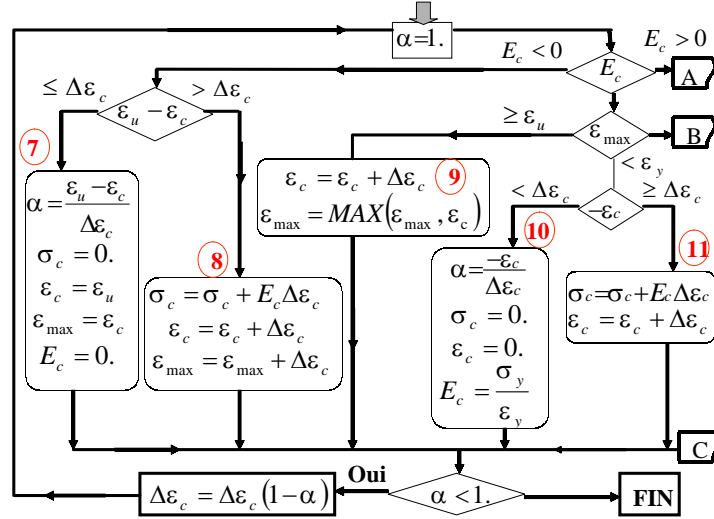 α=1.
E_c < 0
E_c > 0
E_c
A
≤ Δε_c
> Δε_c
ε_u − ε_c
≥ ε_u
ε_max
B
< ε_y
7
α = (ε_u − ε_c) / Δε_c
σ_c = 0.
ε_c = ε_u
ε_max = ε_c
E_c = 0.
8
σ_c = σ_c + E_c Δε_c
ε_c = ε_c + Δε_c
ε_max = ε_max + Δε_c
9
ε_c = ε_c + Δε_c
ε_max = MAX(ε_max , ε_c)
< Δε_c
≥ Δε_c
−ε_c
10
α = −ε_c / Δε_c
σ_c = 0.
ε_c = 0.
E_c = σ_y / ε_y
11
σ_c = σ_c + E_c Δε_c
ε_c = ε_c + Δε_c
C
Oui
Δε_c = Δε_c (1−α)
α < 1.
FIN